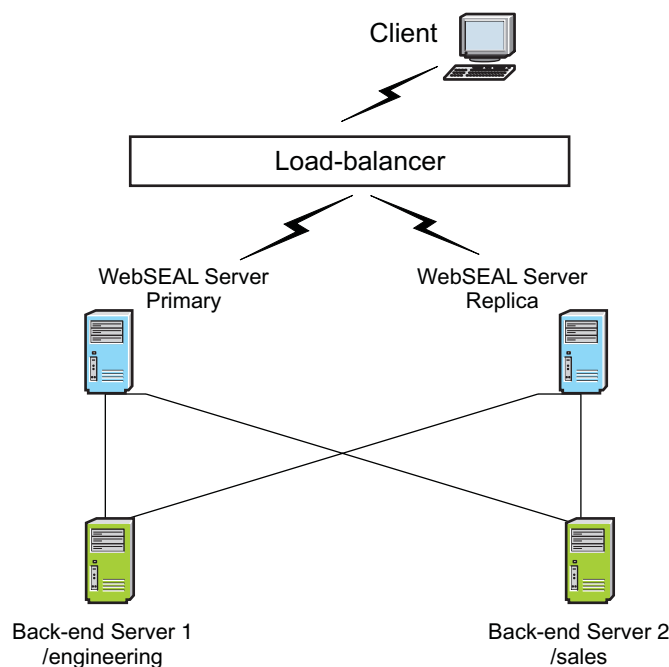 Client
Load-balancer
WebSEAL Server
Primary
WebSEAL Server
Replica
Back-end Server 1
/engineering
Back-end Server 2
/sales